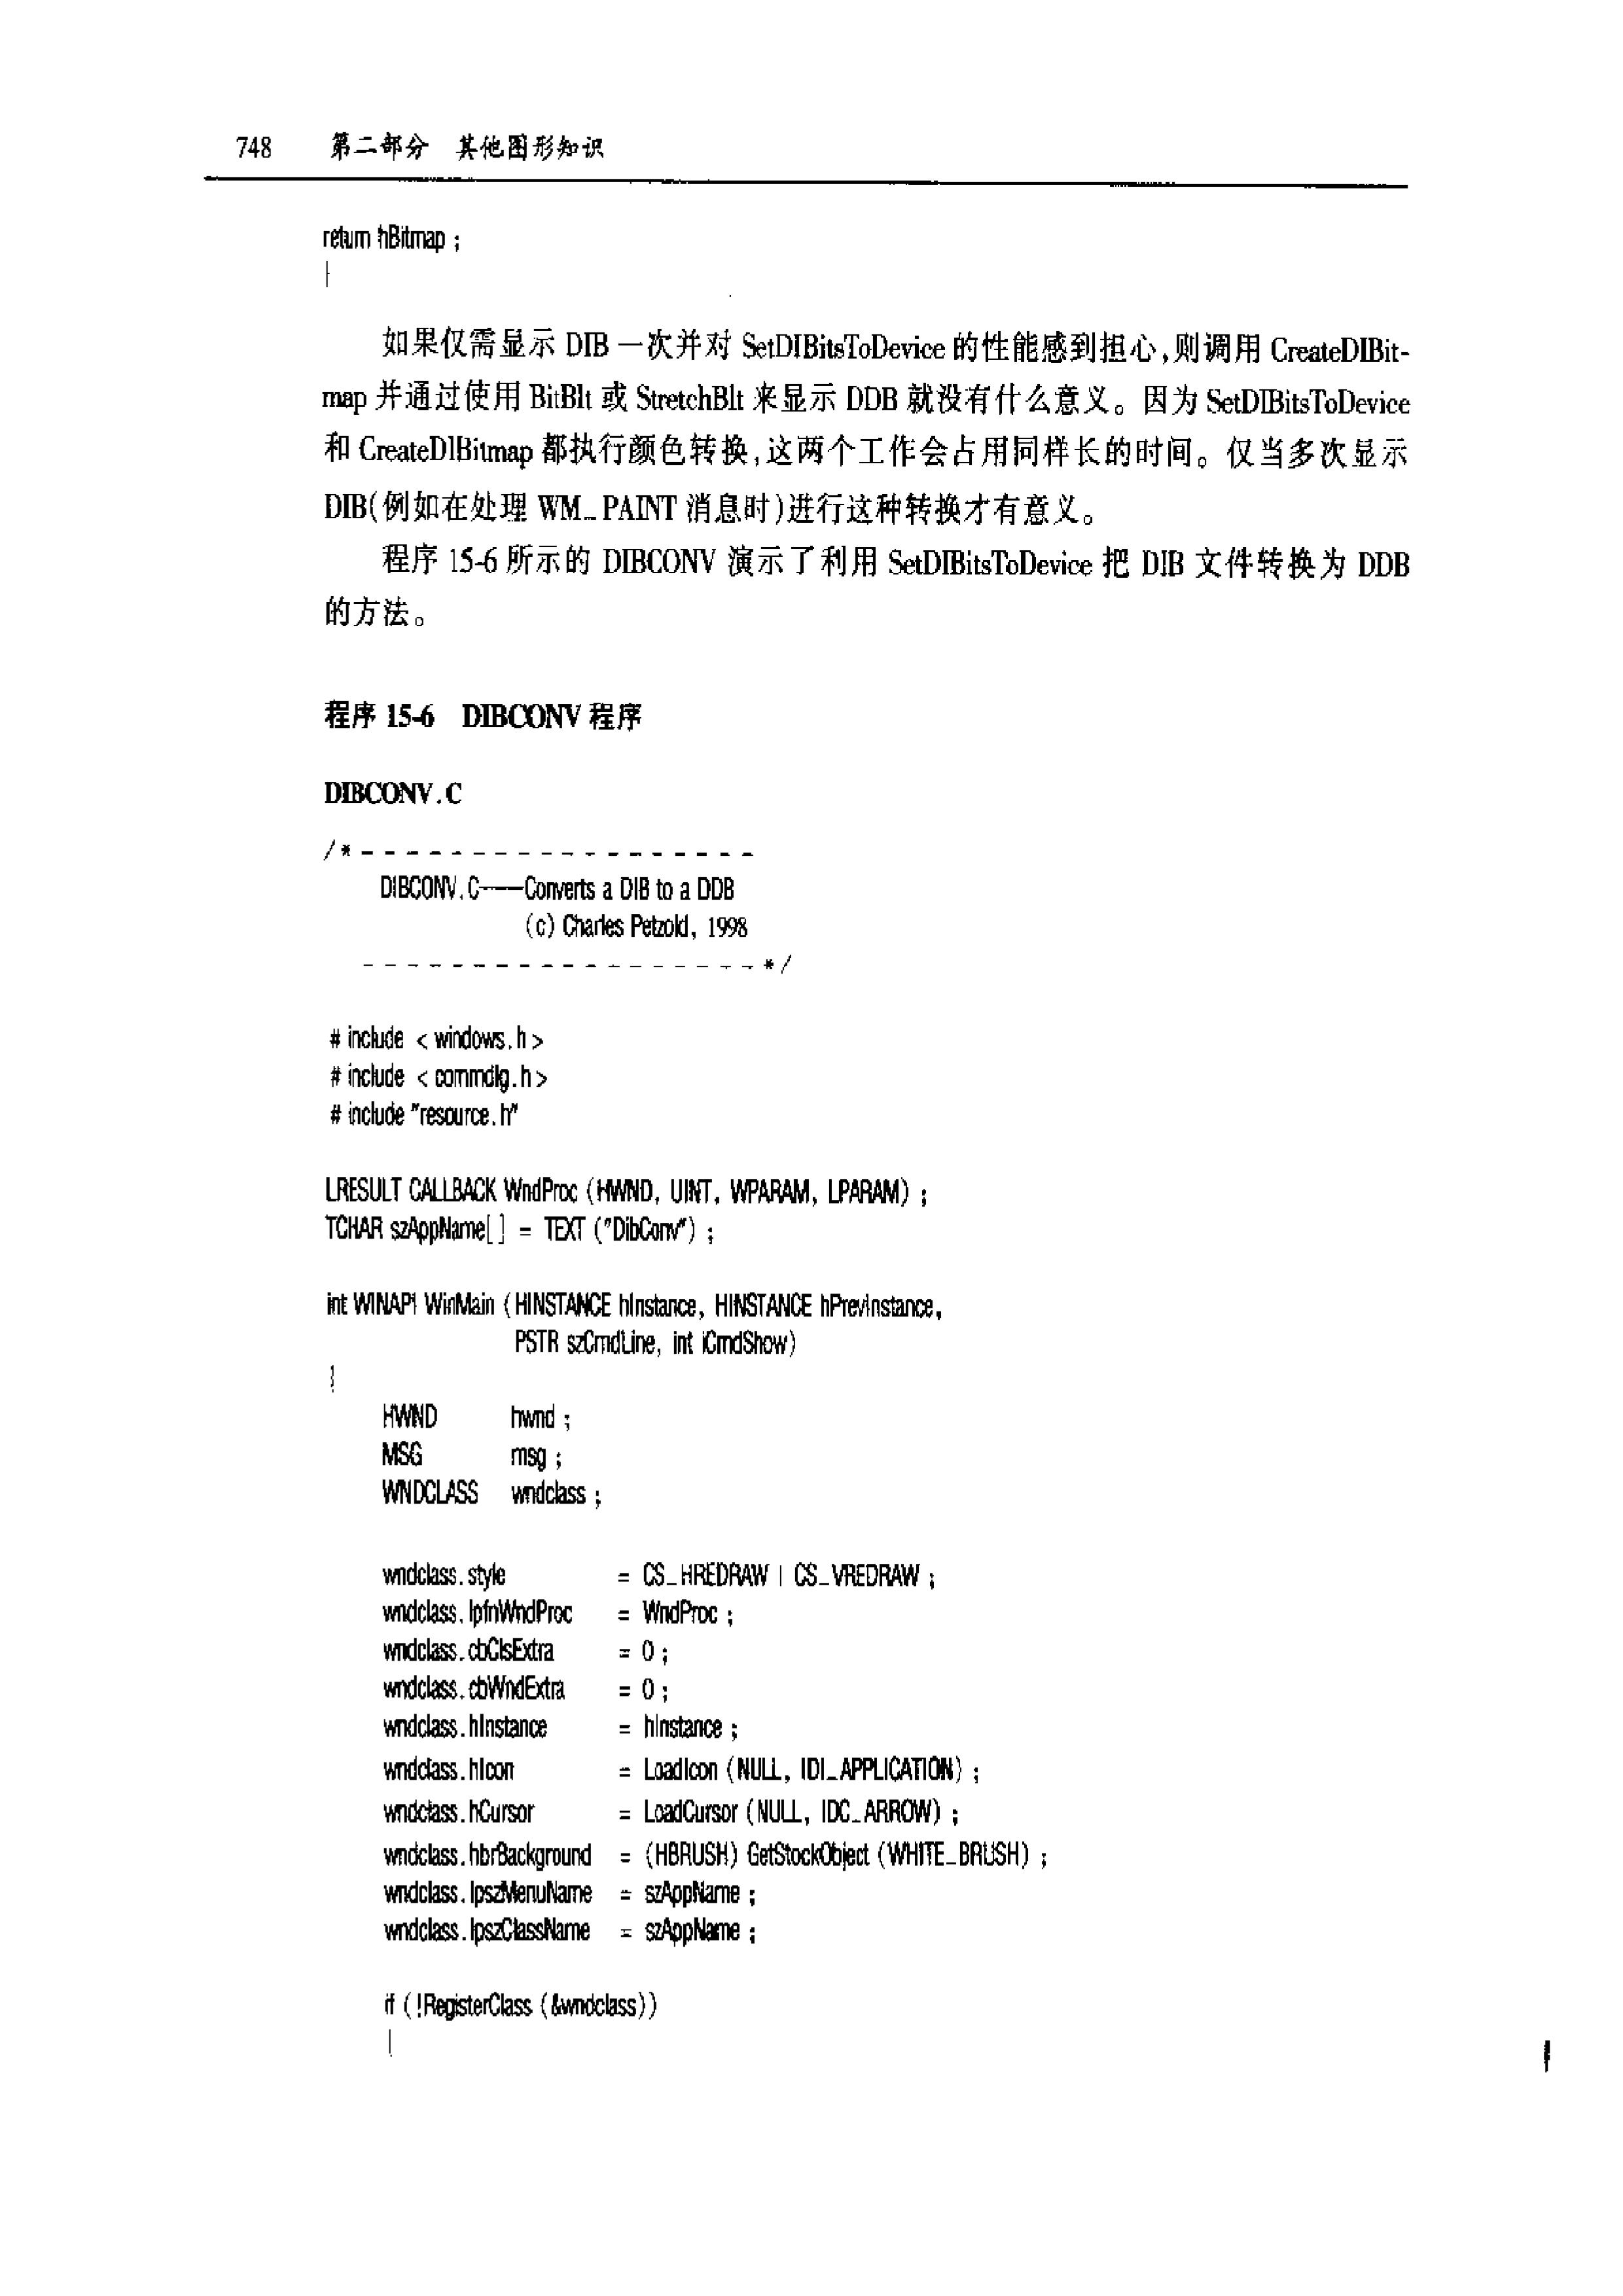 748 第二部分 其他图形知识
return hBitmap ;
}
如果仅需显示 DIB 一次并对 SetDIBitsToDevice 的性能感到担心,则调用 CreateDIBit-
map 并通过使用 BitBlt 或 StretchBlt 来显示 DDB 就没有什么意义。因为 SetDIBitsToDevice
和 CreateDIBitmap 都执行颜色转换,这两个工作会占用同样长的时间。仅当多次显示
DIB(例如在处理 WM_PAINT 消息时)进行这种转换才有意义。
程序 15-6 所示的 DIBCONV 演示了利用 SetDIBitsToDevice 把 DIB 文件转换为 DDB
的方法。
程序 15-6 DIBCONV 程序
DIBCONV.C
/* - - - - - - - - - - - - - - - - - -
DIBCONV.C——Converts a DIB to a DDB
(c) Charles Petzold, 1998
- - - - - - - - - - - - - - - - - - */
# include < windows.h >
# include < commdlg.h >
# include "resource.h"
LRESULT CALLBACK WndProc (HWND, UINT, WPARAM, LPARAM) ;
TCHAR szAppName[ ] = TEXT ("DibConv") ;
int WINAPI WinMain (HINSTANCE hInstance, HINSTANCE hPrevInstance,
PSTR szCmdLine, int iCmdShow)
{
HWND hwnd ;
MSG msg ;
WNDCLASS wndclass ;
wndclass.style = CS_HREDRAW | CS_VREDRAW ;
wndclass.lpfnWndProc = WndProc ;
wndclass.cbClsExtra = 0 ;
wndclass.cbWndExtra = 0 ;
wndclass.hInstance = hInstance ;
wndclass.hIcon = LoadIcon (NULL, IDI_APPLICATION) ;
wndclass.hCursor = LoadCursor (NULL, IDC_ARROW) ;
wndclass.hbrBackground = (HBRUSH) GetStockObject (WHITE_BRUSH) ;
wndclass.lpszMenuName = szAppName ;
wndclass.lpszClassName = szAppName ;
if (!RegisterClass (&wndclass))
{